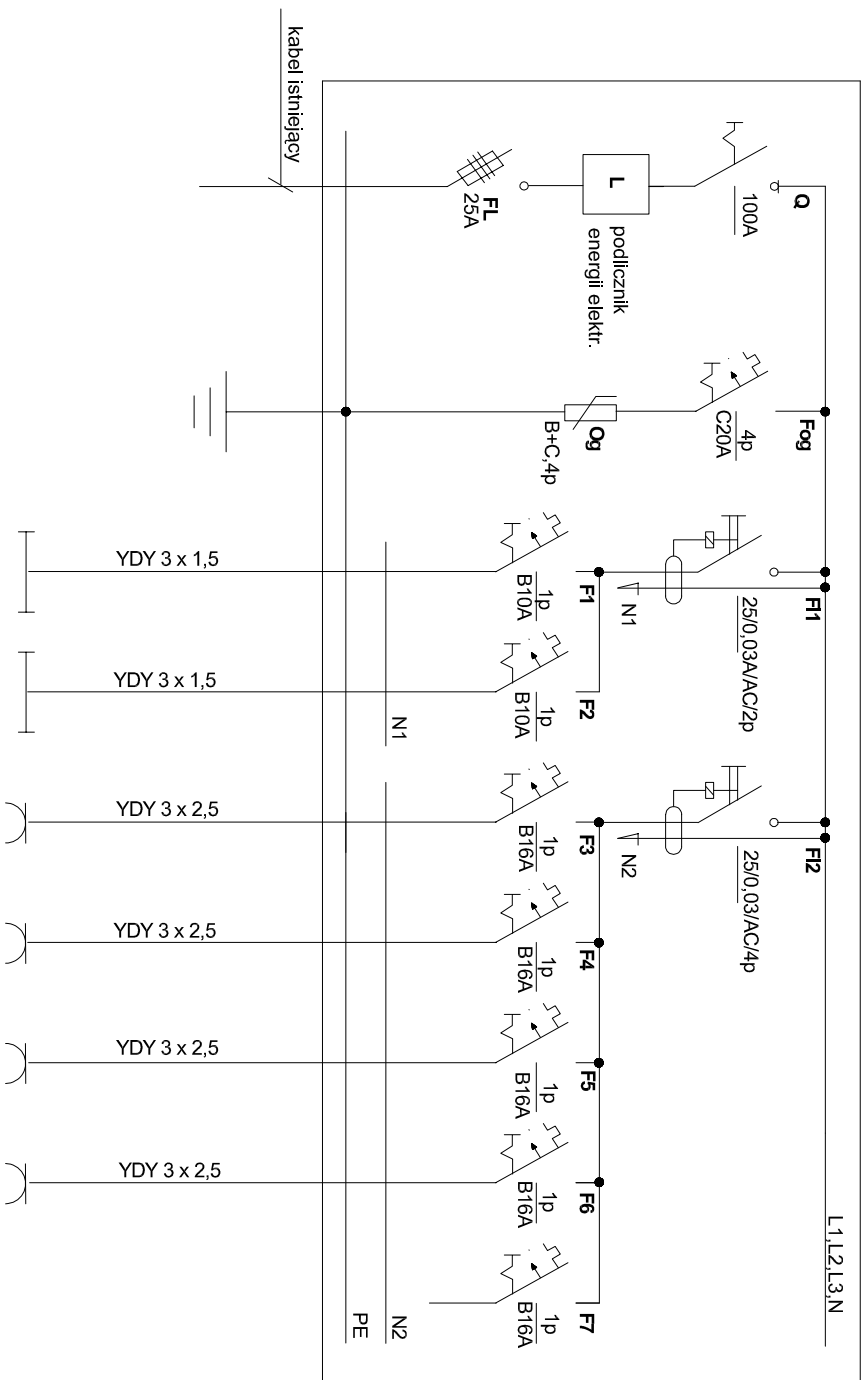 kabel istniejący
FL
25A
L
podlicznik
energii elektr.
Q
100A
Fog
4p
C20A
Og
B+C,4p
FI1
25/0,03A/AC/2p
N1
FI2
25/0,03/AC/4p
N2
L1,L2,L3,N
F1
1p
B10A
F2
1p
B10A
F3
1p
B16A
F4
1p
B16A
F5
1p
B16A
F6
1p
B16A
F7
1p
B16A
N1
N2
PE
YDY 3 x 1,5
YDY 3 x 1,5
YDY 3 x 2,5
YDY 3 x 2,5
YDY 3 x 2,5
YDY 3 x 2,5